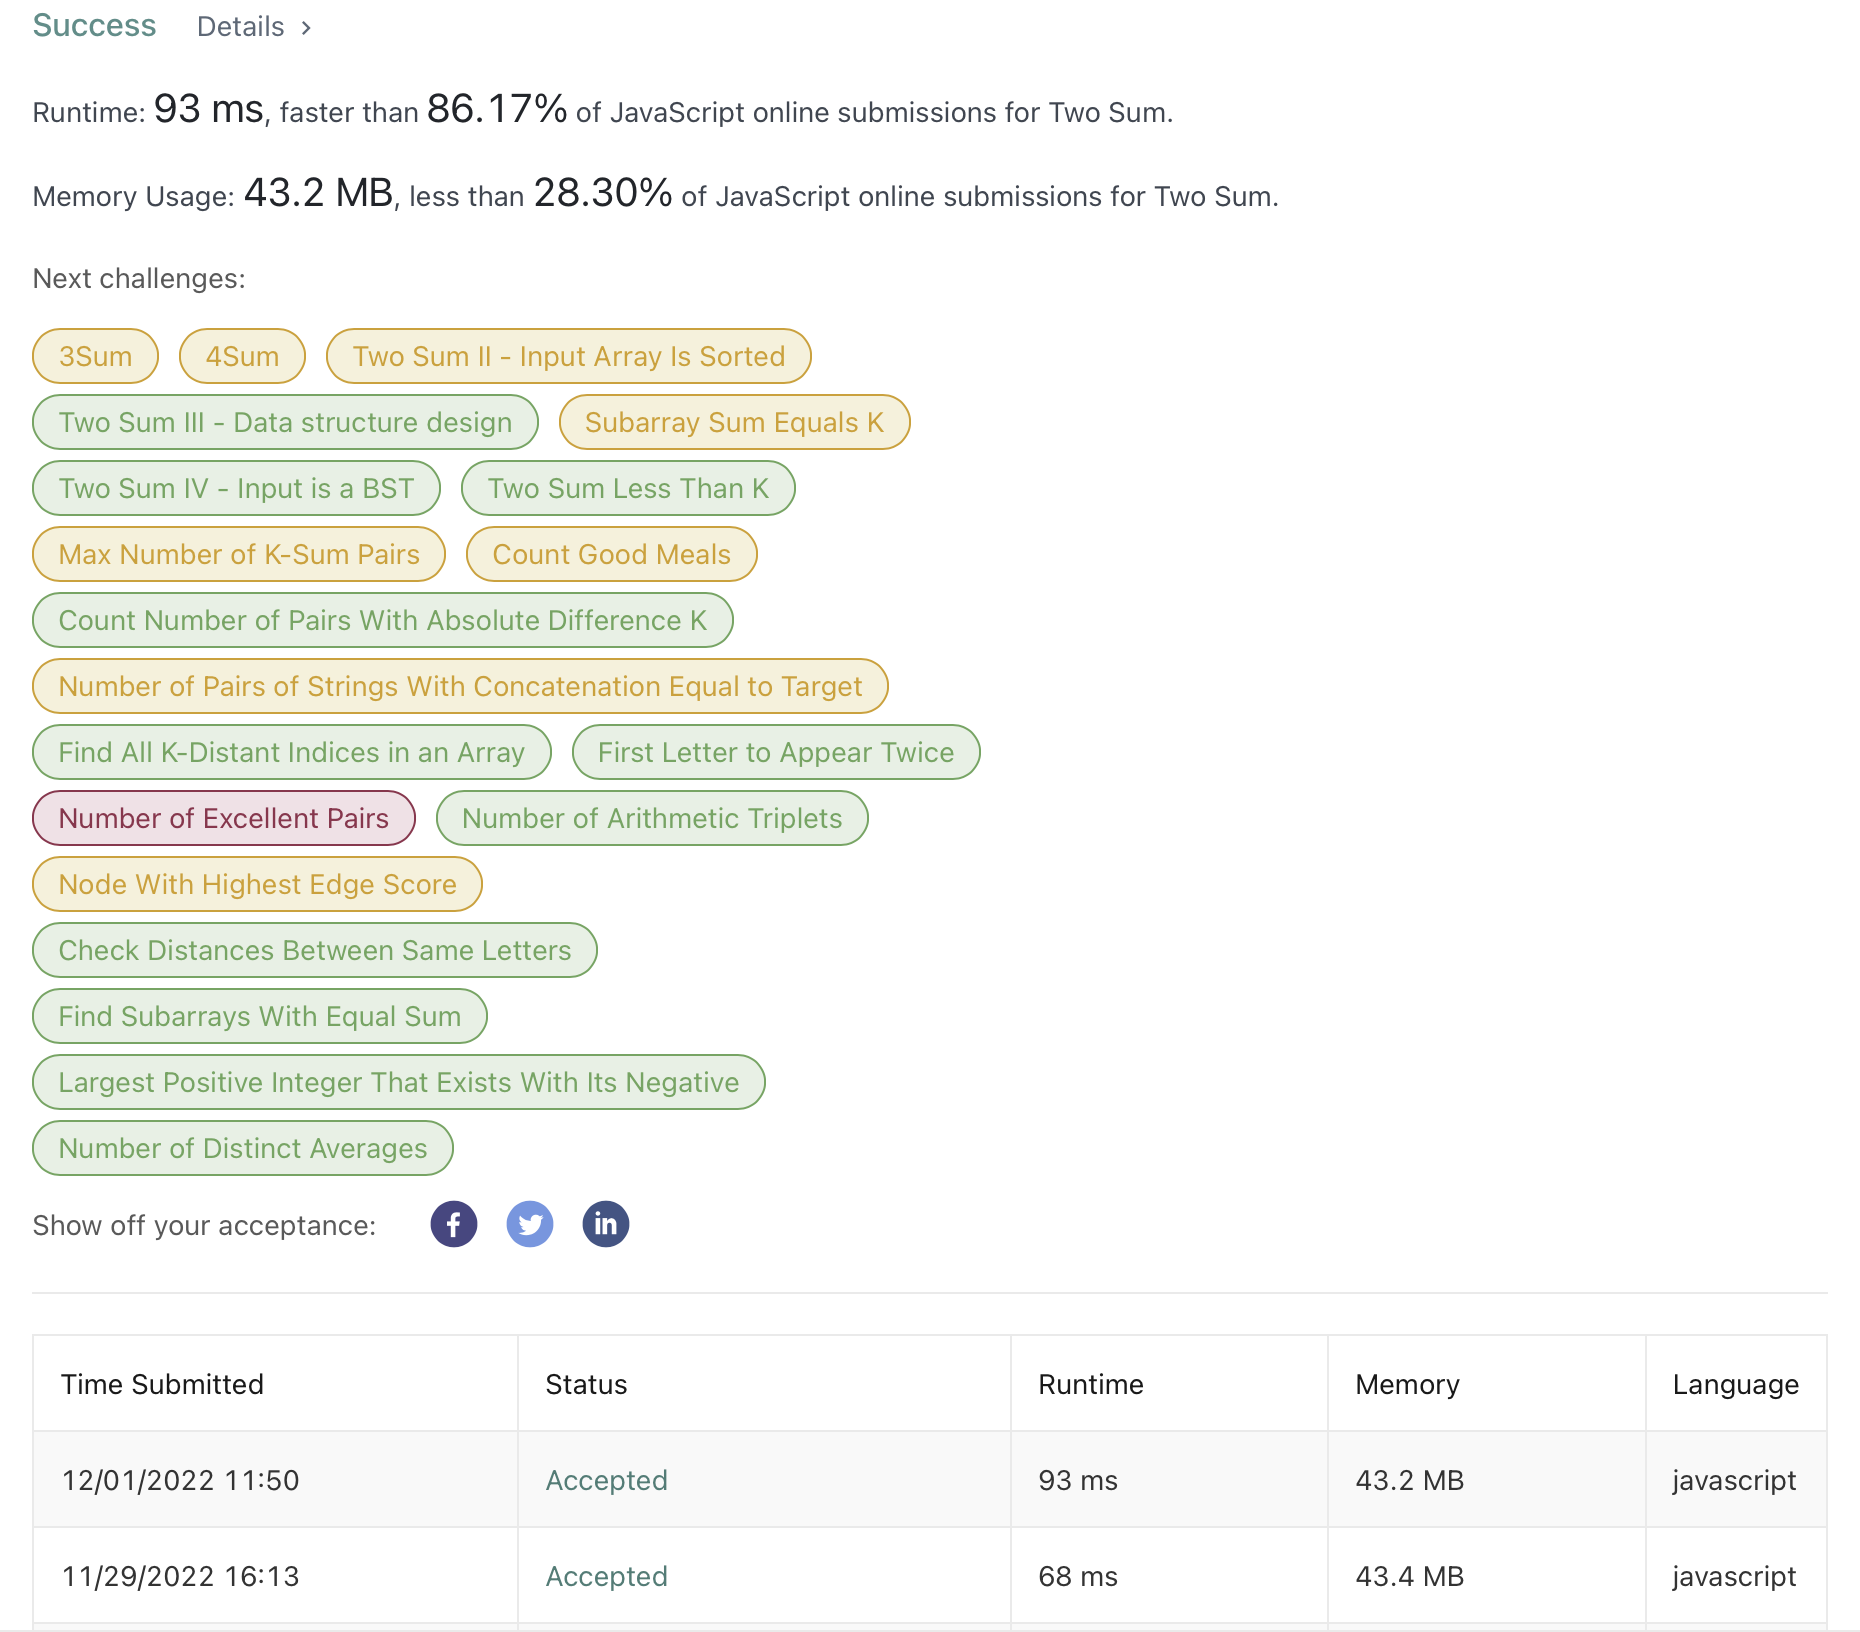 Success Details >
Runtime: 93 ms, faster than 86.17% of JavaScript online submissions for Two Sum.
Memory Usage: 43.2 MB, less than 28.30% of JavaScript online submissions for Two Sum.
Next challenges:
3Sum 4Sum Two Sum II - Input Array Is Sorted
Two Sum III - Data structure design Subarray Sum Equals K
Two Sum IV - Input is a BST Two Sum Less Than K
Max Number of K-Sum Pairs Count Good Meals
Count Number of Pairs With Absolute Difference K
Number of Pairs of Strings With Concatenation Equal to Target
Find All K-Distant Indices in an Array First Letter to Appear Twice
Number of Excellent Pairs Number of Arithmetic Triplets
Node With Highest Edge Score
Check Distances Between Same Letters
Find Subarrays With Equal Sum
Largest Positive Integer That Exists With Its Negative
Number of Distinct Averages
Show off your acceptance: f in
Time Submitted Status Runtime Memory Language
12/01/2022 11:50 Accepted 93 ms 43.2 MB javascript
11/29/2022 16:13 Accepted 68 ms 43.4 MB javascript